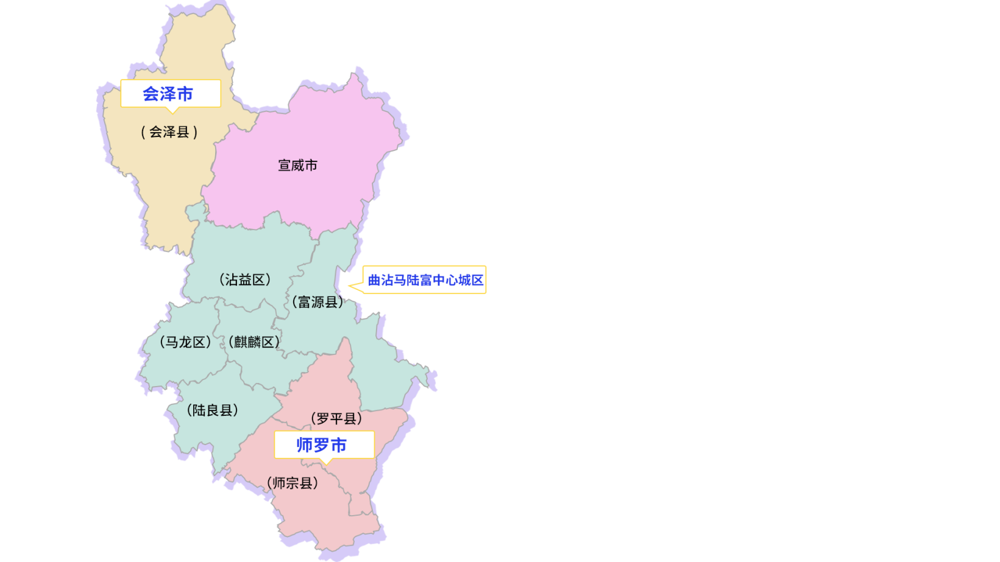 会泽市
( 会泽县 )
宣威市
（沾益区）
曲沾马陆富中心城区
（富源县）
（马龙区）
（麒麟区）
（陆良县）
（罗平县）
师罗市
（师宗县）